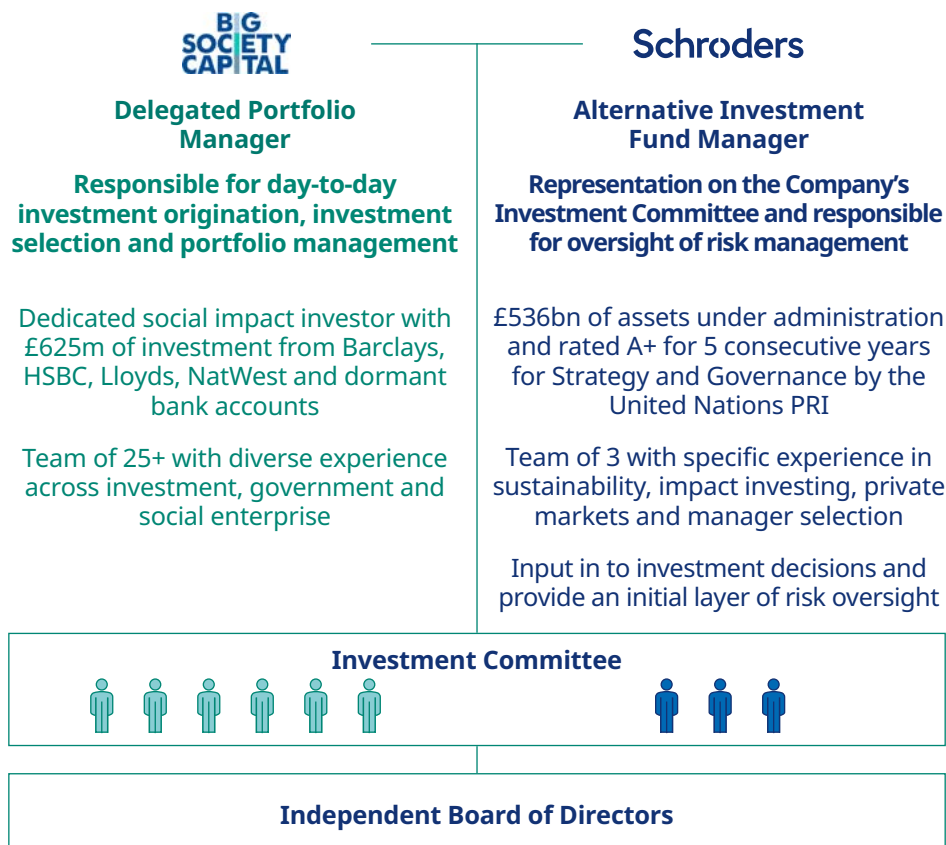 BIG
SOCIETY
CAPITAL
Delegated Portfolio
Manager
Responsible for day-to-day
investment origination, investment
selection and portfolio management
Dedicated social impact investor with
£625m of investment from Barclays,
HSBC, Lloyds, NatWest and dormant
bank accounts
Team of 25+ with diverse experience
across investment, government and
social enterprise
Schroders
Alternative Investment
Fund Manager
Representation on the Company’s
Investment Committee and responsible
for oversight of risk management
£536bn of assets under administration
and rated A+ for 5 consecutive years
for Strategy and Governance by the
United Nations PRI
Team of 3 with specific experience in
sustainability, impact investing, private
markets and manager selection
Input in to investment decisions and
provide an initial layer of risk oversight
Investment Committee
Independent Board of Directors